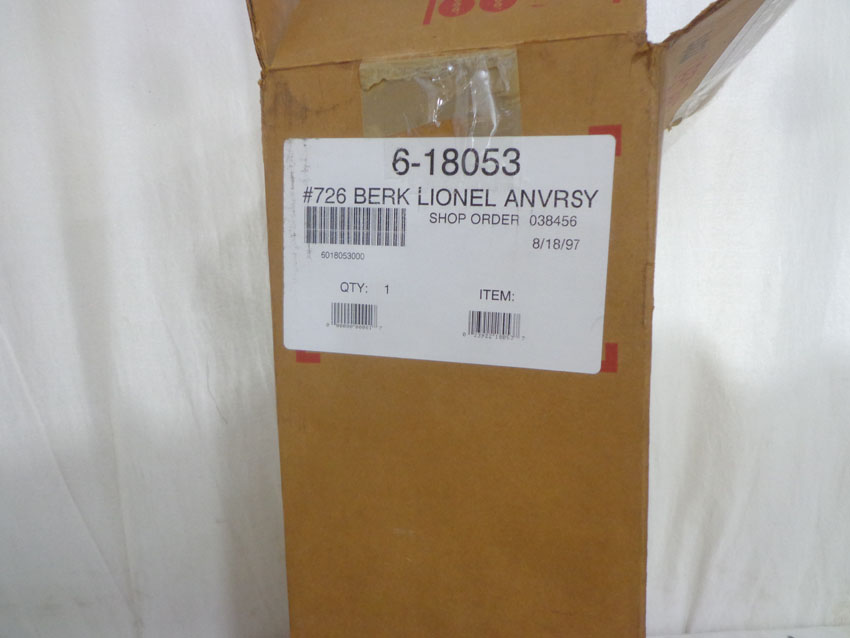 6-18053
#726 BERK LIONEL ANVRSY
SHOP ORDER 038456
8/18/97
6018053000
QTY: 1
ITEM: